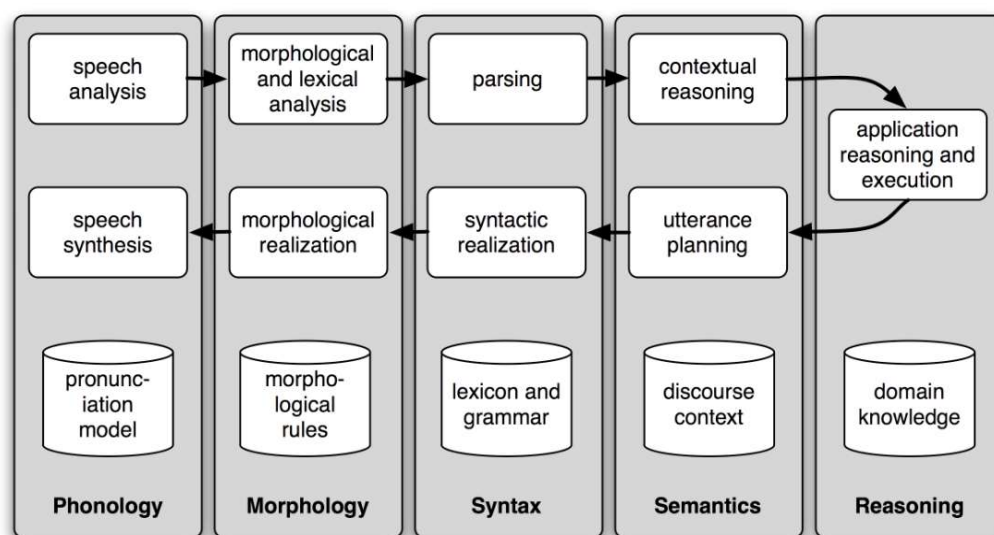 speech
analysis
morphological
and lexical
analysis
parsing
contextual
reasoning
application
reasoning and
execution
speech
synthesis
morphological
realization
syntactic
realization
utterance
planning
pronunc-
iation
model
morpho-
logical
rules
lexicon and
grammar
discourse
context
domain
knowledge
Phonology
Morphology
Syntax
Semantics
Reasoning